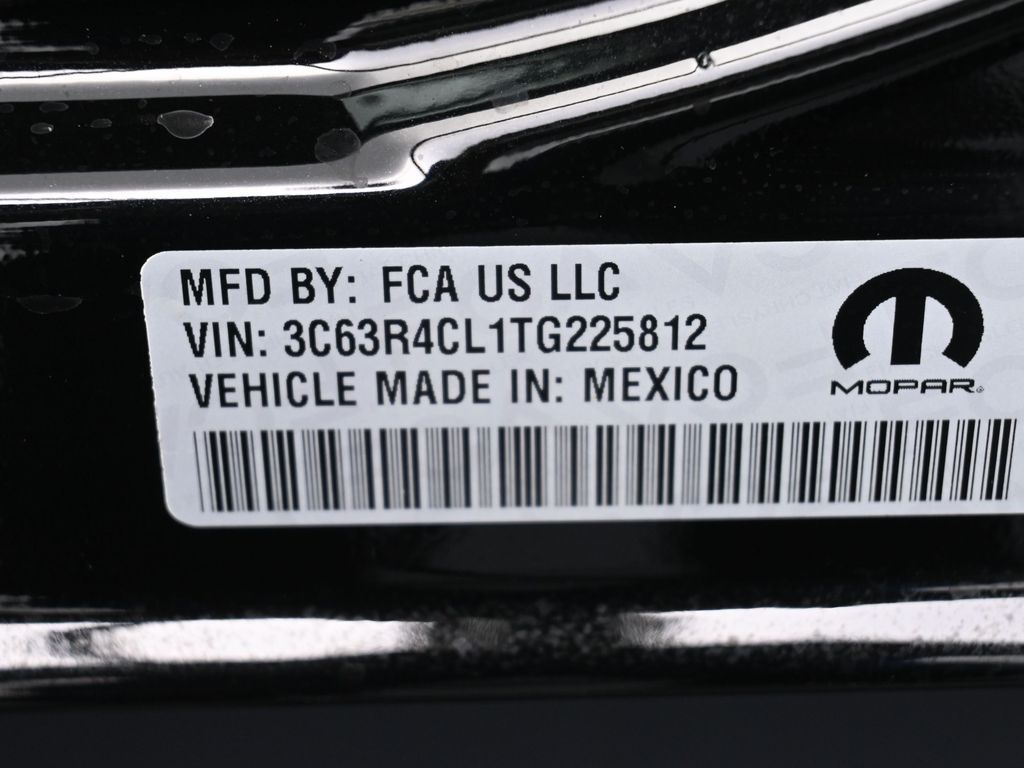 MFD BY: FCA US LLC
VIN: 3C63R4CL1TG225812
VEHICLE MADE IN: MEXICO
MOPAR®